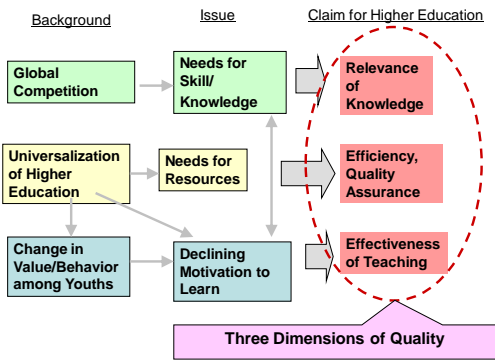 Background
Issue
Claim for Higher Education
Global
Competition
Needs for
Skill/
Knowledge
Relevance
of
Knowledge
Universalization
of Higher
Education
Needs for
Resources
Efficiency,
Quality
Assurance
Change in
Value/Behavior
among Youths
Declining
Motivation to
Learn
Effectiveness
of Teaching
Three Dimensions of Quality